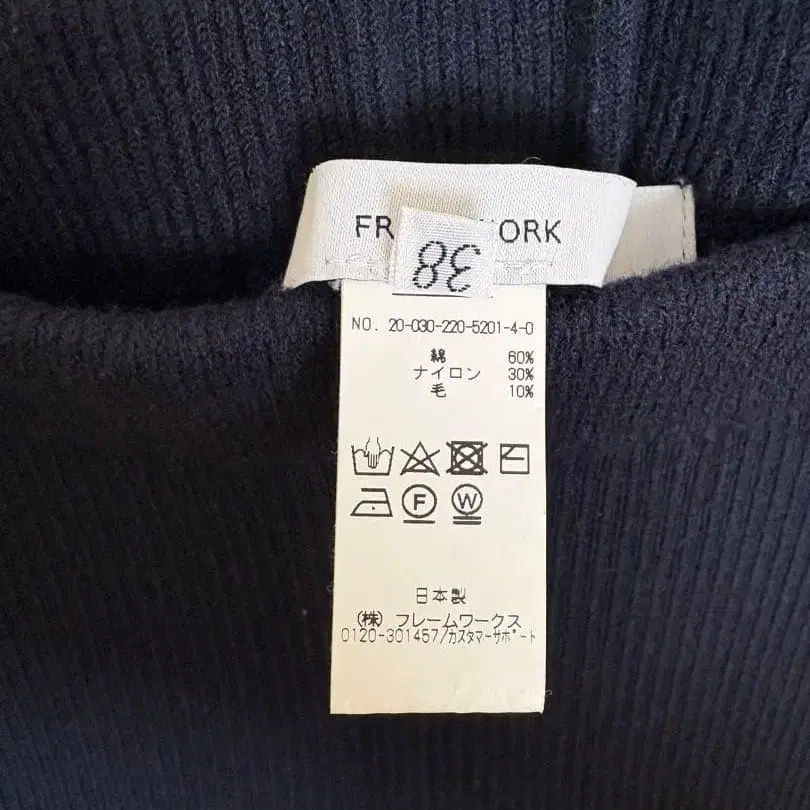 FR ORK
38
NO. 20-030-220-5201-4-0
綿 60%
ナイロン 30%
毛 10%
F W
日本製
(株) フレームワークス
0120-301457/カスタマーサポート